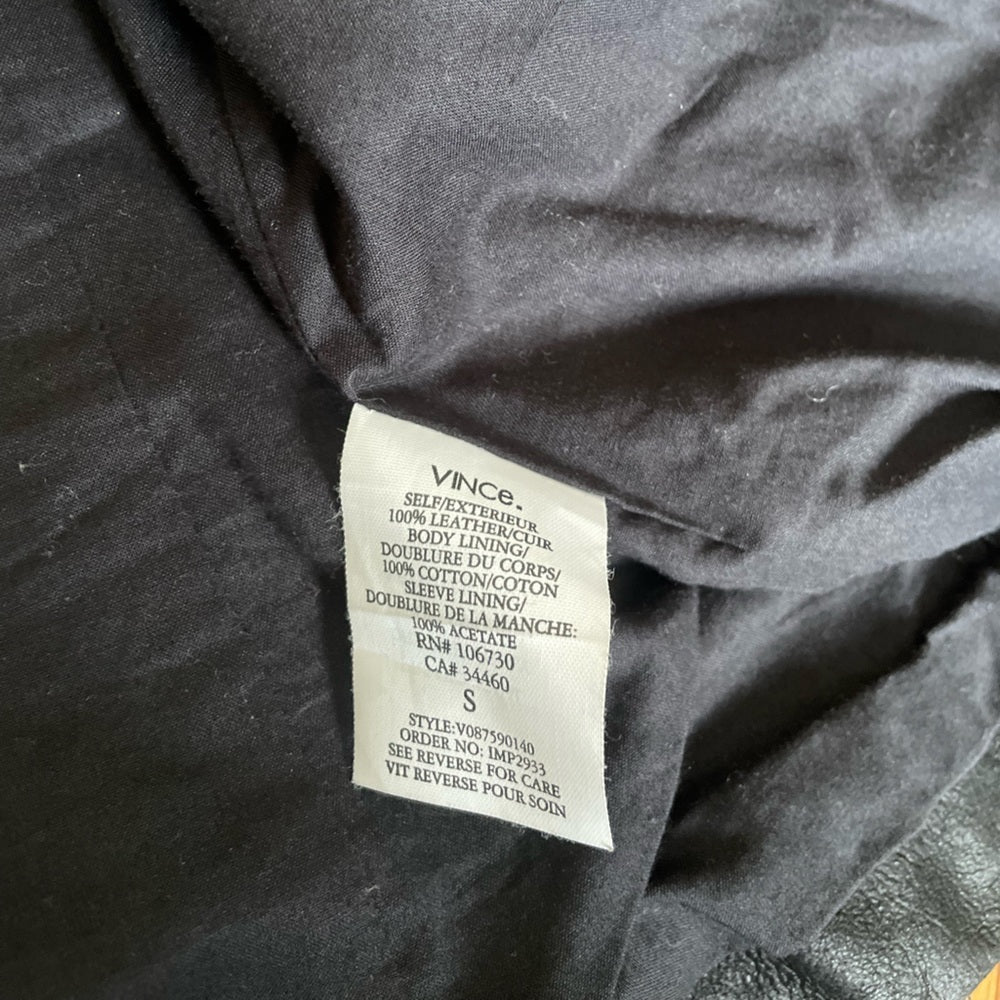 VINCe.
SELF/EXTERIEUR
100% LEATHER/CUIR
BODY LINING/
DOUBLURE DU CORPS/
100% COTTON/COTON
SLEEVE LINING/
DOUBLURE DE LA MANCHE:
100% ACETATE
RN# 106730
CA# 34460
S
STYLE:V087590140
ORDER NO: IMP2933
SEE REVERSE FOR CARE
VIT REVERSE POUR SOIN